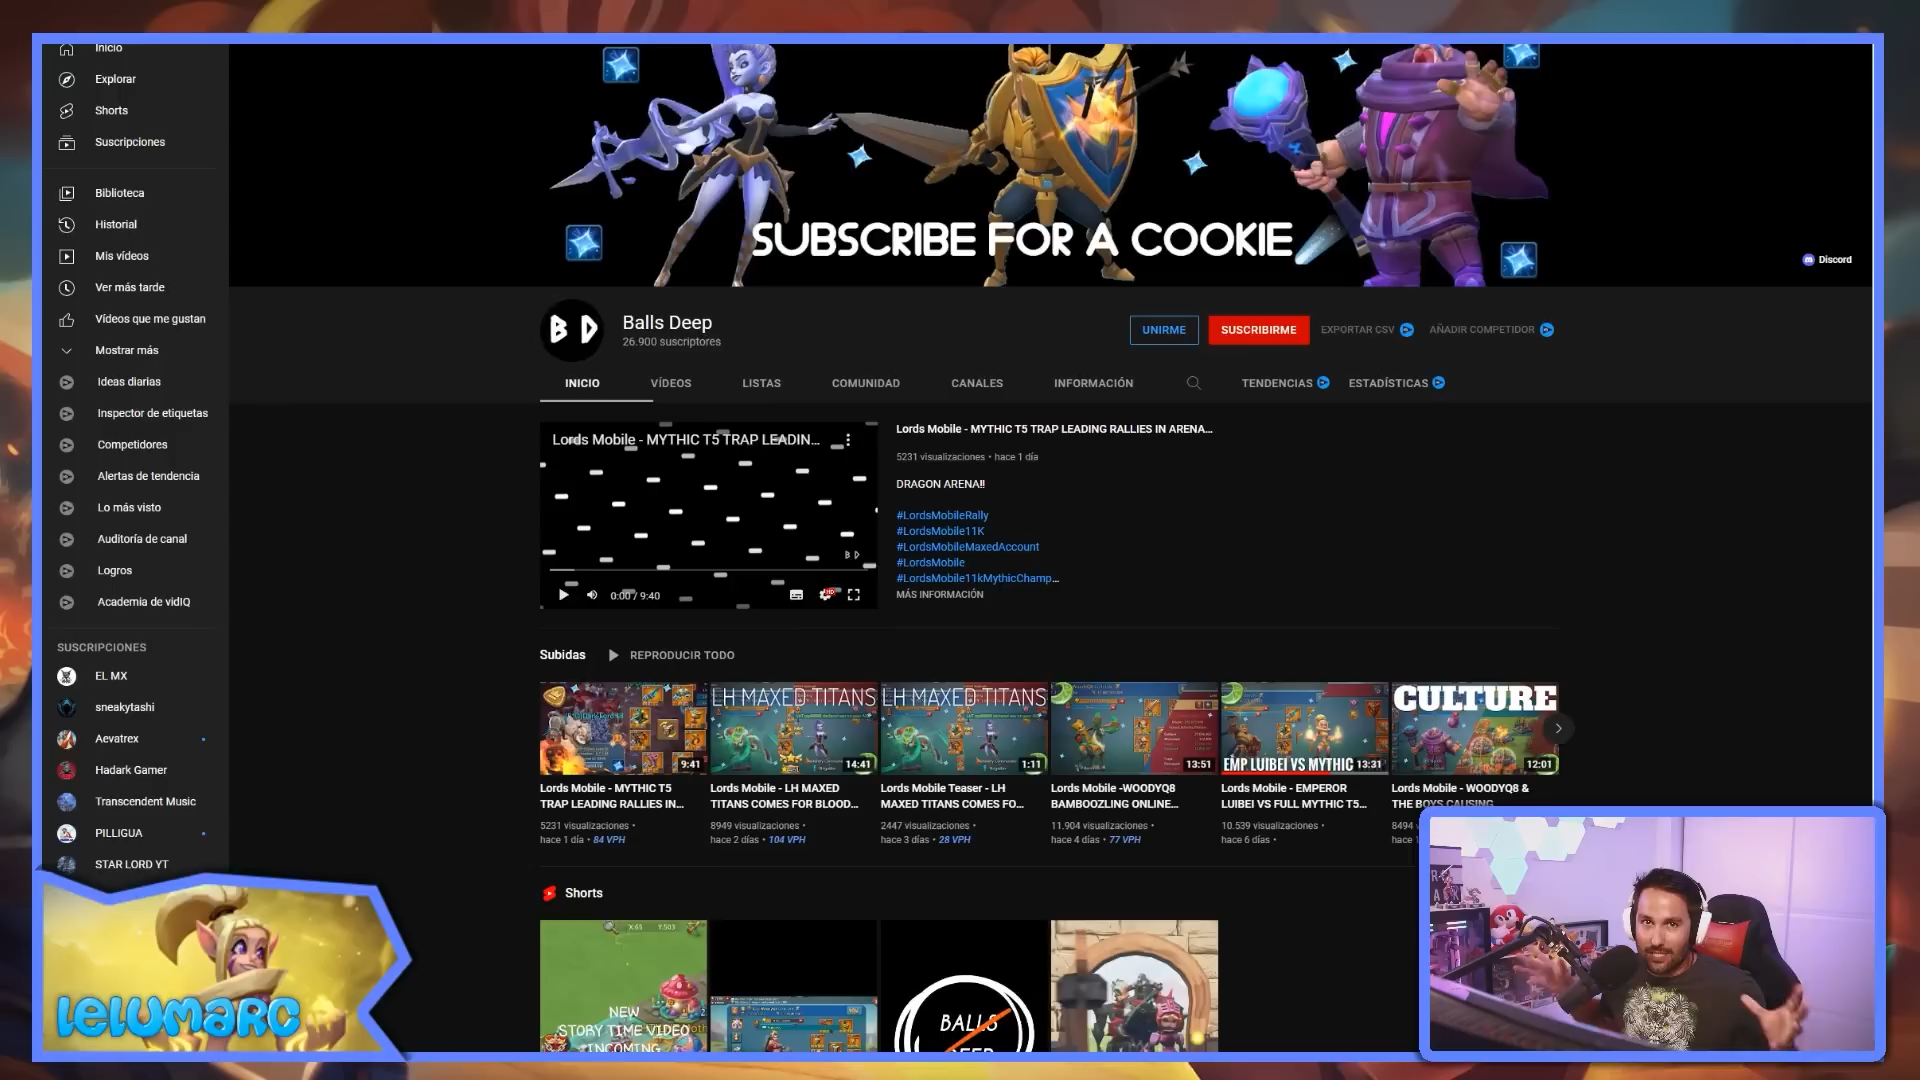 Inicio
Explorar
Shorts
Suscripciones
Biblioteca
Historial
Mis vídeos
Ver más tarde
Vídeos que me gustan
Mostrar más
Ideas diarias
Inspector de etiquetas
Competidores
Alertas de tendencia
Lo más visto
Auditoría de canal
Logros
Academia de vidIQ
SUSCRIPCIONES
EL MX
sneakytashi
Aevatrex
Hadark Gamer
Transcendent Music
PILLIGUA
STAR LORD YT
LELUMARC
SUBSCRIBE FOR A COOKIE
Discord
B D
Balls Deep
26.900 suscriptores
UNIRME
SUSCRIBIRME
EXPORTAR CSV
AÑADIR COMPETIDOR
INICIO
VÍDEOS
LISTAS
COMUNIDAD
CANALES
INFORMACIÓN
TENDENCIAS
ESTADÍSTICAS
Lords Mobile - MYTHIC T5 TRAP LEADIN...
B D
0:00 / 9:40
Lords Mobile - MYTHIC T5 TRAP LEADING RALLIES IN ARENA...
5231 visualizaciones • hace 1 día
DRAGON ARENA!!
#LordsMobileRally
#LordsMobile11K
#LordsMobileMaxedAccount
#LordsMobile
#LordsMobile11kMythicChamp...
MÁS INFORMACIÓN
Subidas
REPRODUCIR TODO
9:41
Lords Mobile - MYTHIC T5
TRAP LEADING RALLIES IN...
5231 visualizaciones •
hace 1 día • 84 VPH
LH MAXED TITANS
14:41
Lords Mobile - LH MAXED
TITANS COMES FOR BLOOD...
8949 visualizaciones •
hace 2 días • 104 VPH
LH MAXED TITANS
1:11
Lords Mobile Teaser - LH
MAXED TITANS COMES FO...
2447 visualizaciones •
hace 3 días • 28 VPH
13:51
Lords Mobile -WOODYQ8
BAMBOOZLING ONLINE...
11.904 visualizaciones •
hace 4 días • 77 VPH
EMP LUIBEI VS MYTHIC
13:31
Lords Mobile - EMPEROR
LUIBEI VS FULL MYTHIC T5...
10.539 visualizaciones •
hace 6 días •
CULTURE
12:01
Lords Mobile - WOODYQ8 &
THE BOYS CAUSING
8494
hace
Shorts
X:65 Y:503
NEW
STORY TIME VIDEO
INCOMING
BALLS
DEEP